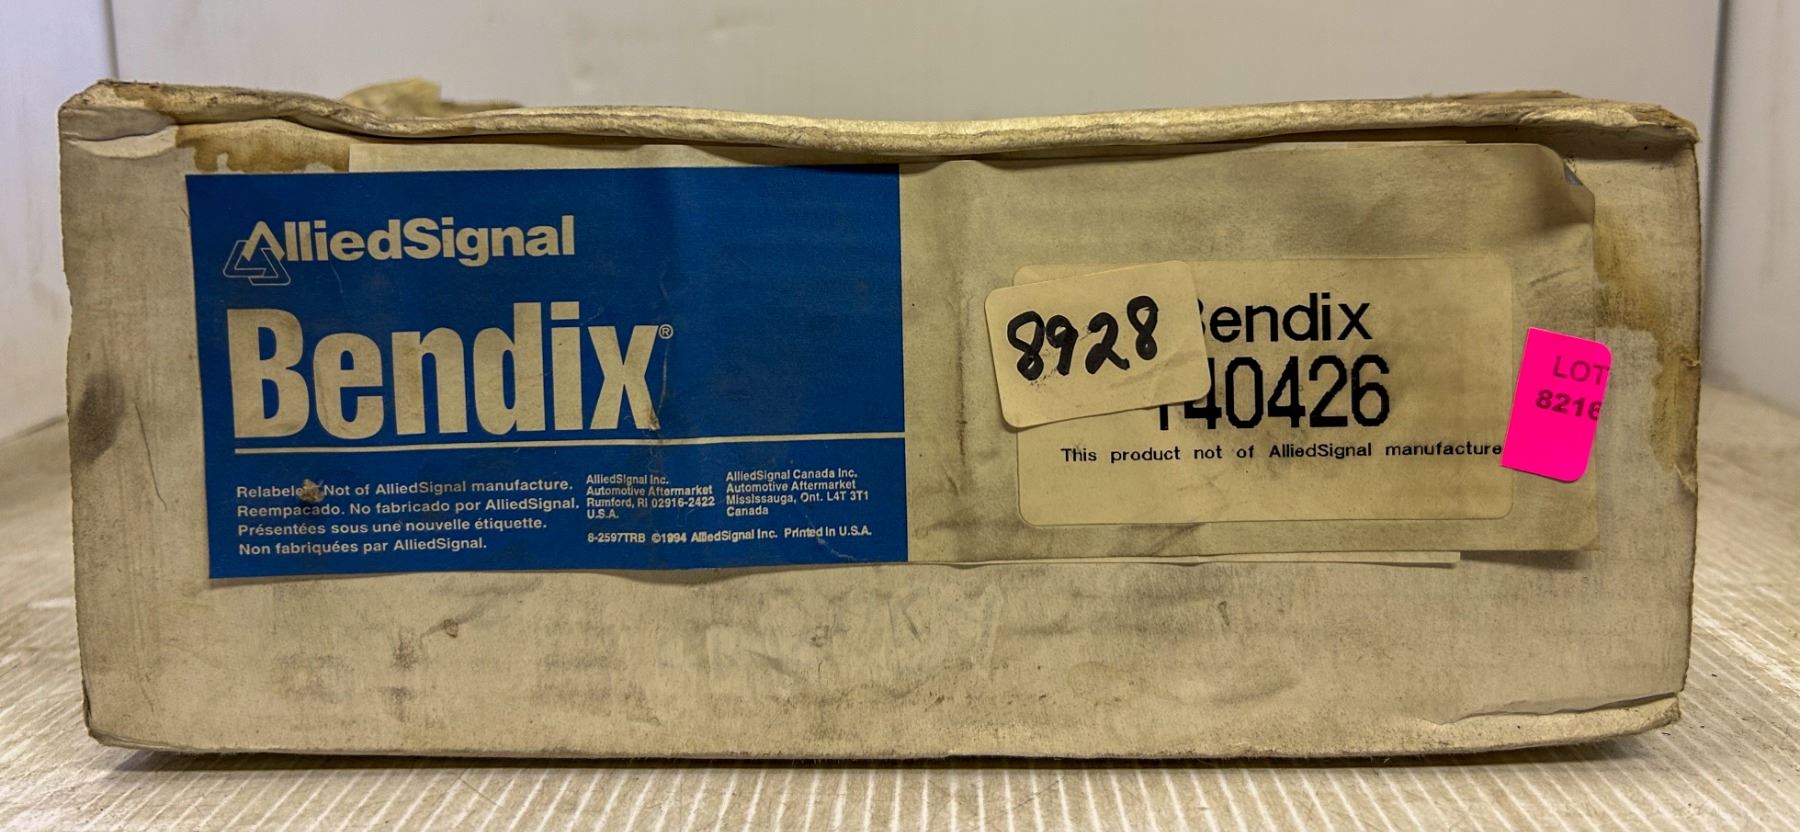 AlliedSignal
Bendix®
Relabeled Not of AlliedSignal manufacture.
Reempacado. No fabricado por AlliedSignal.
Présentées sous une nouvelle étiquette.
Non fabriquées par AlliedSignal.
AlliedSignal Inc.
Automotive Aftermarket
Rumford, RI 02916-2422
U.S.A.
AlliedSignal Canada Inc.
Automotive Aftermarket
Mississauga, Ont. L4T 3T1
Canada
8-2597TRB ©1994 AlliedSignal Inc. Printed in U.S.A.
8928
Bendix
140426
This product not of AlliedSignal manufacture
LOT
8216